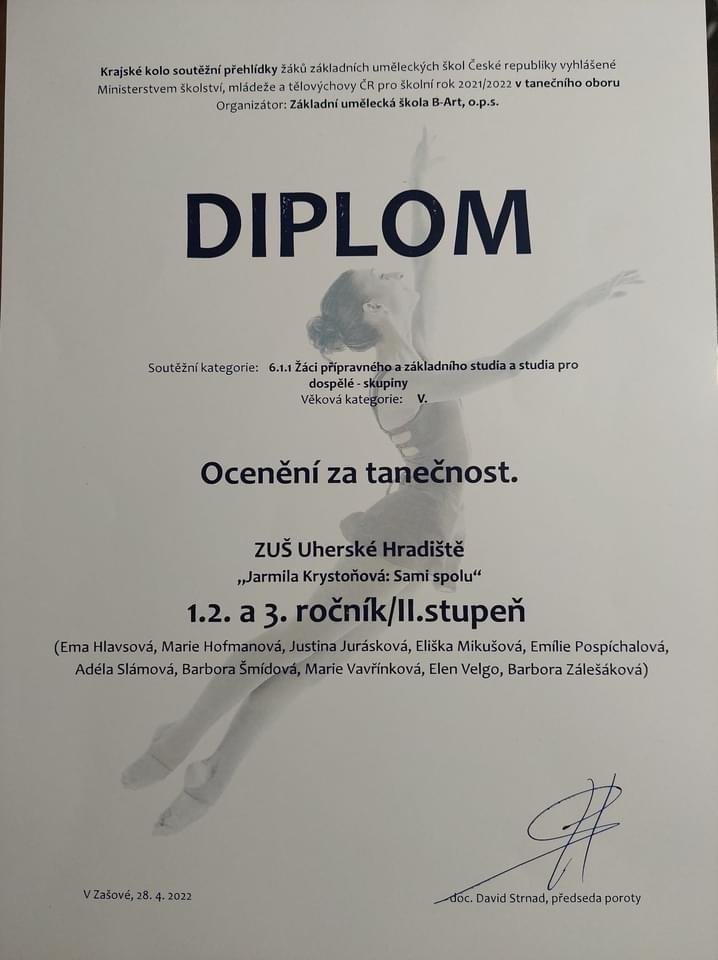 Krajské kolo soutěžní přehlídky žáků základních uměleckých škol České republiky vyhlášené
Ministerstvem školství, mládeže a tělovýchovy ČR pro školní rok 2021/2022 v tanečního oboru
Organizátor: Základní umělecká škola B-Art, o.p.s.
DIPLOM
Soutěžní kategorie: 6.1.1 Žáci přípravného a základního studia a studia pro
dospělé - skupiny
Věková kategorie: V.
Ocenění za tanečnost.
ZUŠ Uherské Hradiště
„Jarmila Krystoňová: Sami spolu“
1.2. a 3. ročník/II.stupeň
(Ema Hlavsová, Marie Hofmanová, Justina Jurásková, Eliška Mikušová, Emílie Pospíchalová,
Adéla Slámová, Barbora Šmídová, Marie Vavřínková, Elen Velgo, Barbora Zálešáková)
V Zašové, 28. 4. 2022
doc. David Strnad, předseda poroty